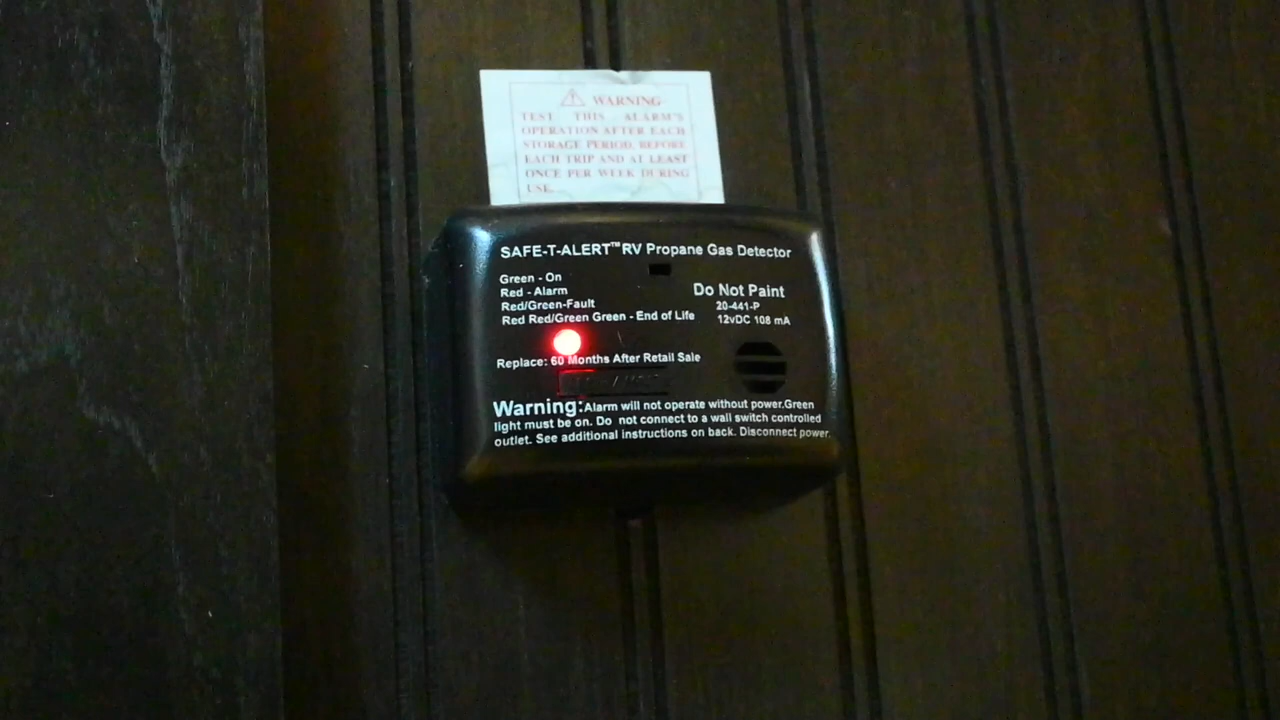 WARNING
TEST THIS ALARM'S
OPERATION AFTER EACH
STORAGE PERIOD, BEFORE
EACH TRIP AND AT LEAST
ONCE PER WEEK DURING
USE.
SAFE-T-ALERT™ RV Propane Gas Detector
Green - On
Red - Alarm
Red/Green-Fault
Red Red/Green Green - End of Life
Do Not Paint
20-441-P
12vDC 108 mA
Replace: 60 Months After Retail Sale
Warning: Alarm will not operate without power.Green
light must be on. Do not connect to a wall switch controlled
outlet. See additional instructions on back. Disconnect power.